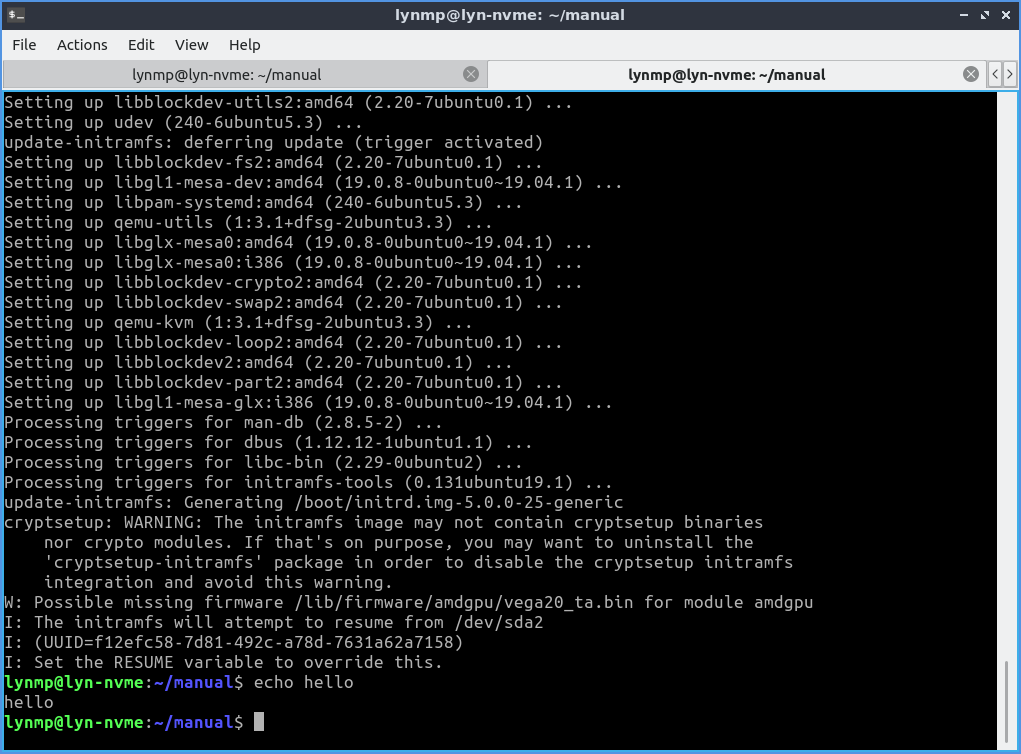 lynmp@lyn-nvme: ~/manual
File Actions Edit View Help
lynmp@lyn-nvme: ~/manual lynmp@lyn-nvme: ~/manual
Setting up libblockdev-utils2:amd64 (2.20-7ubuntu0.1) ...
Setting up udev (240-6ubuntu5.3) ...
update-initramfs: deferring update (trigger activated)
Setting up libblockdev-fs2:amd64 (2.20-7ubuntu0.1) ...
Setting up libgl1-mesa-dev:amd64 (19.0.8-0ubuntu0~19.04.1) ...
Setting up libpam-systemd:amd64 (240-6ubuntu5.3) ...
Setting up qemu-utils (1:3.1+dfsg-2ubuntu3.3) ...
Setting up libglx-mesa0:amd64 (19.0.8-0ubuntu0~19.04.1) ...
Setting up libglx-mesa0:i386 (19.0.8-0ubuntu0~19.04.1) ...
Setting up libblockdev-crypto2:amd64 (2.20-7ubuntu0.1) ...
Setting up libblockdev-swap2:amd64 (2.20-7ubuntu0.1) ...
Setting up qemu-kvm (1:3.1+dfsg-2ubuntu3.3) ...
Setting up libblockdev-loop2:amd64 (2.20-7ubuntu0.1) ...
Setting up libblockdev2:amd64 (2.20-7ubuntu0.1) ...
Setting up libblockdev-part2:amd64 (2.20-7ubuntu0.1) ...
Setting up libgl1-mesa-glx:i386 (19.0.8-0ubuntu0~19.04.1) ...
Processing triggers for man-db (2.8.5-2) ...
Processing triggers for dbus (1.12.12-1ubuntu1.1) ...
Processing triggers for libc-bin (2.29-0ubuntu2) ...
Processing triggers for initramfs-tools (0.131ubuntu19.1) ...
update-initramfs: Generating /boot/initrd.img-5.0.0-25-generic
cryptsetup: WARNING: The initramfs image may not contain cryptsetup binaries
    nor crypto modules. If that's on purpose, you may want to uninstall the
    'cryptsetup-initramfs' package in order to disable the cryptsetup initramfs
    integration and avoid this warning.
W: Possible missing firmware /lib/firmware/amdgpu/vega20_ta.bin for module amdgpu
I: The initramfs will attempt to resume from /dev/sda2
I: (UUID=f12efc58-7d81-492c-a78d-7631a62a7158)
I: Set the RESUME variable to override this.
lynmp@lyn-nvme:~/manual$ echo hello
hello
lynmp@lyn-nvme:~/manual$